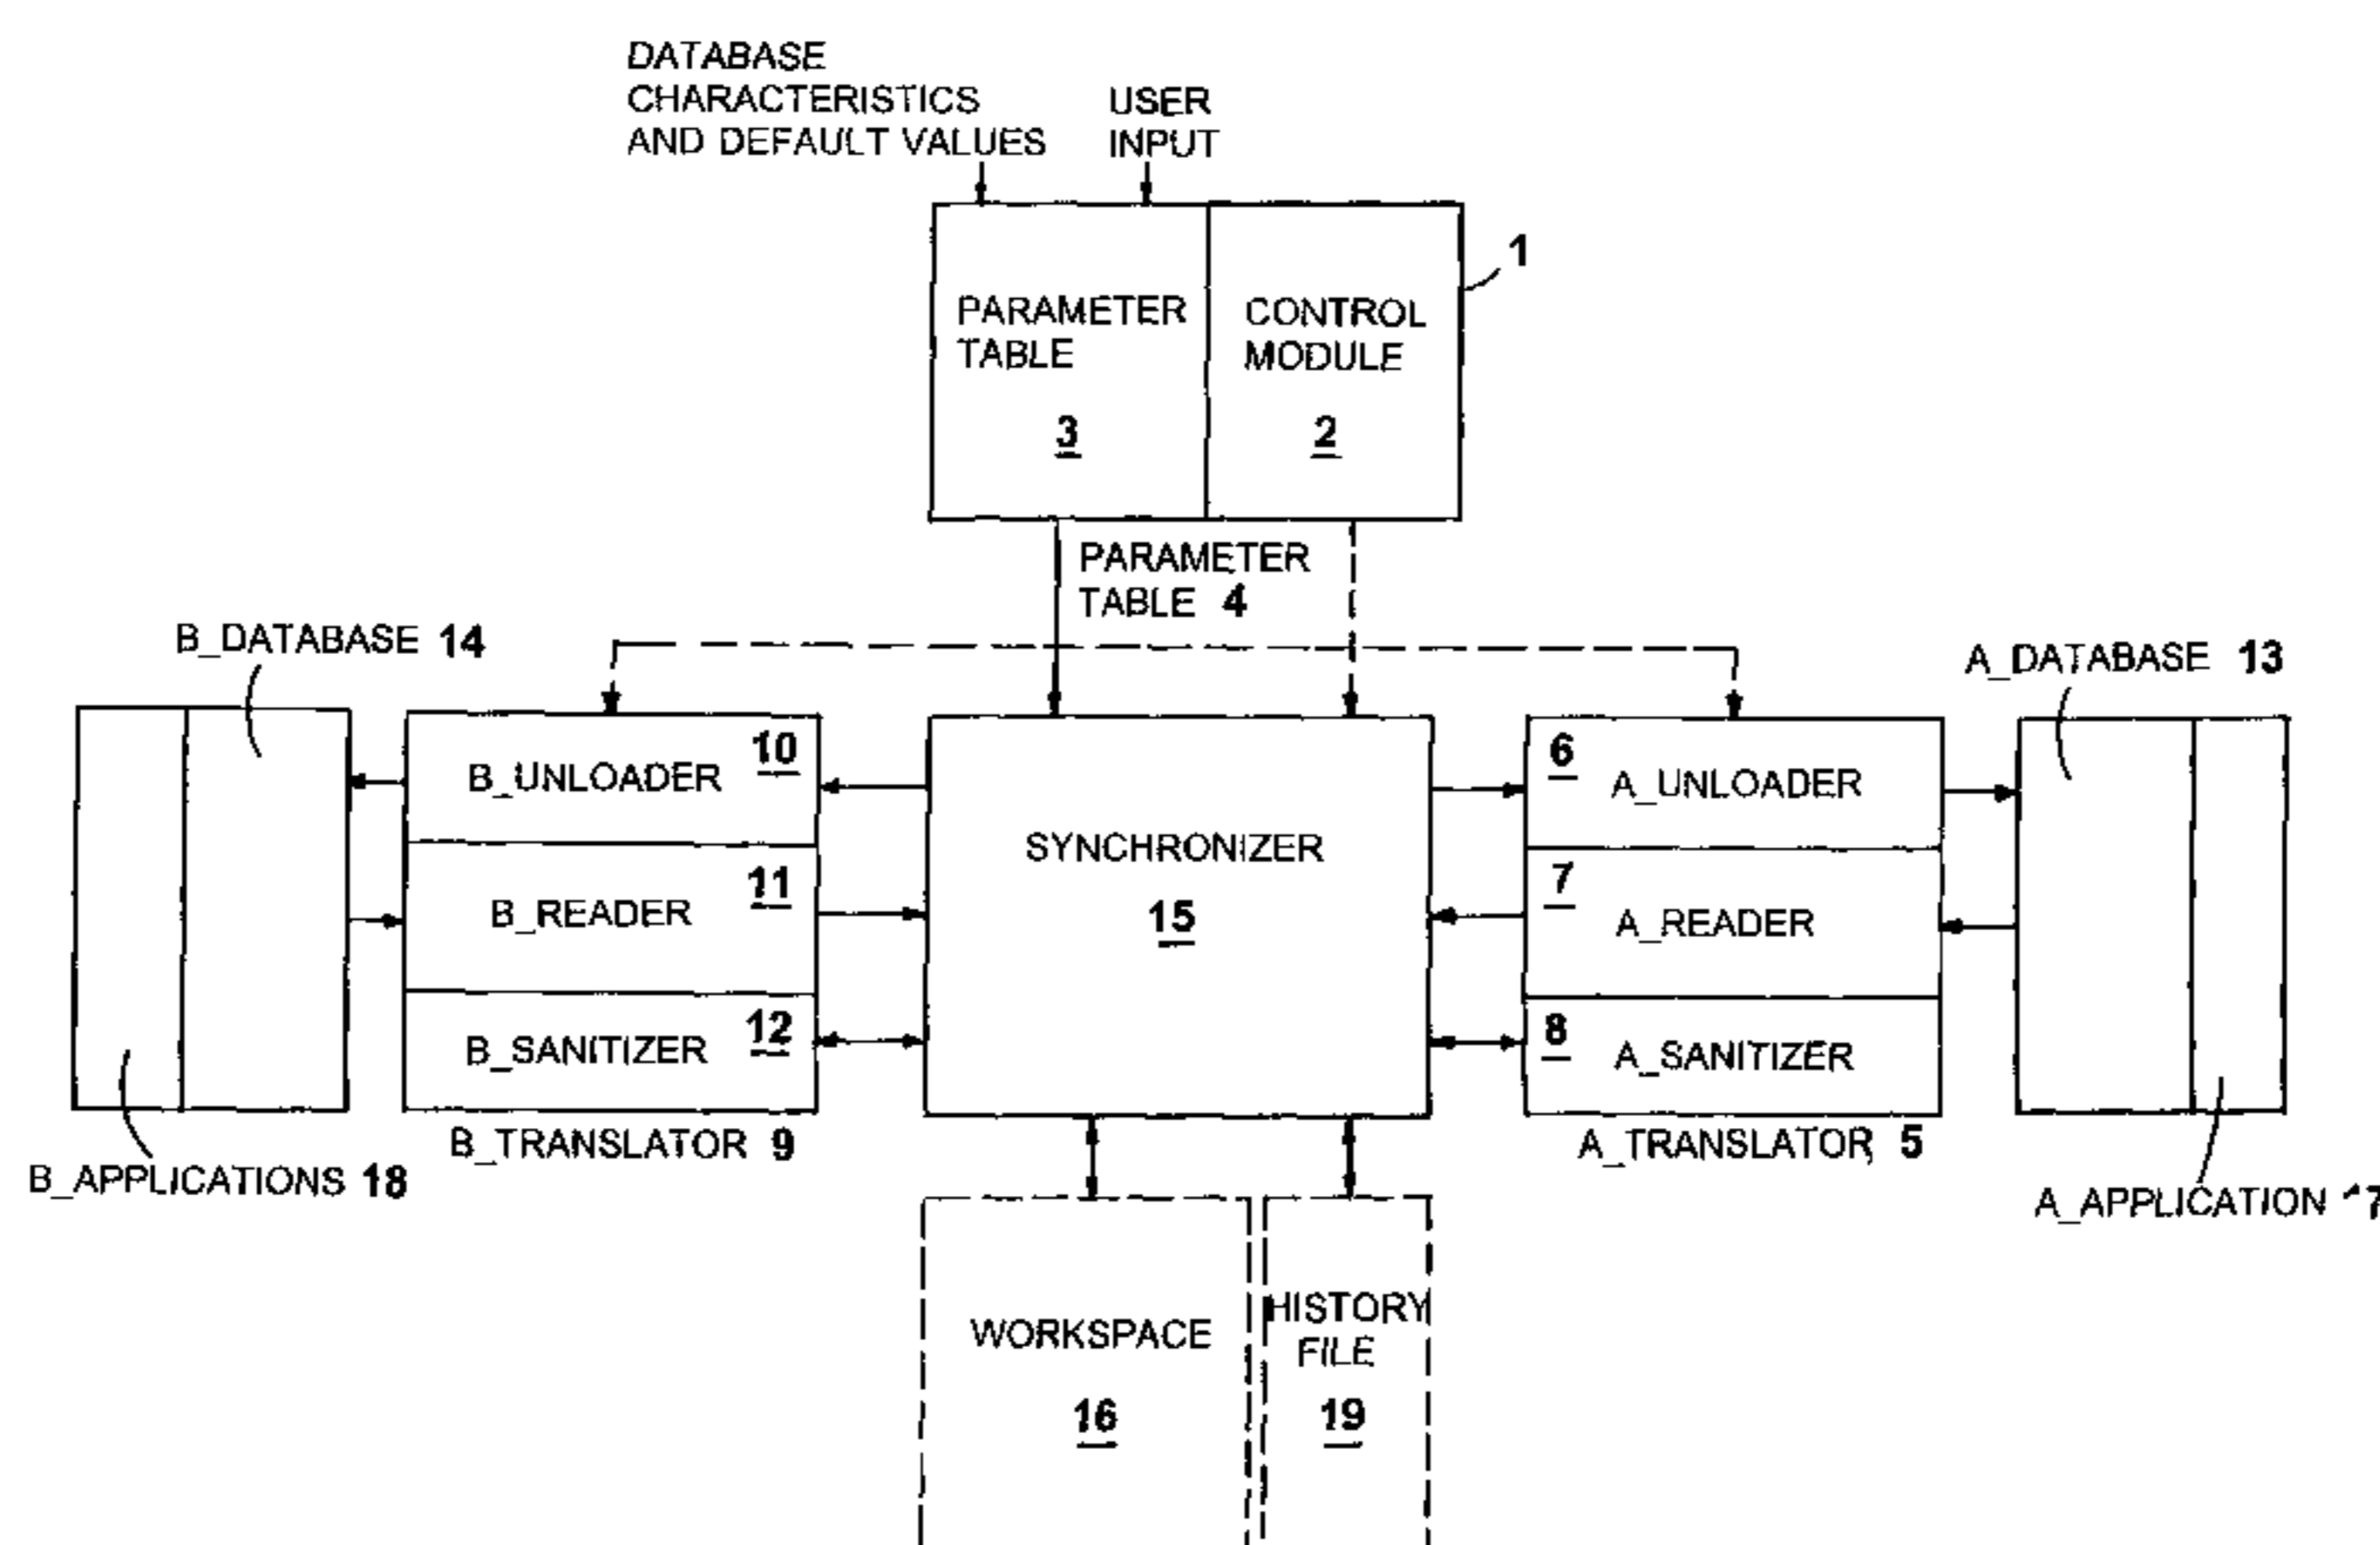 DATABASE
CHARACTERISTICS
AND DEFAULT VALUES
USER
INPUT
1
PARAMETER
TABLE
3
CONTROL
MODULE
2
PARAMETER
TABLE 4
B_DATABASE 14
A_DATABASE 13
10
B_UNLOADER
11
B_READER
12
B_SANITIZER
SYNCHRONIZER
15
6
A_UNLOADER
7
A_READER
8
A_SANITIZER
B_TRANSLATOR 9
A_TRANSLATOR 5
B_APPLICATIONS 18
A_APPLICATION 17
WORKSPACE
16
HISTORY
FILE
19